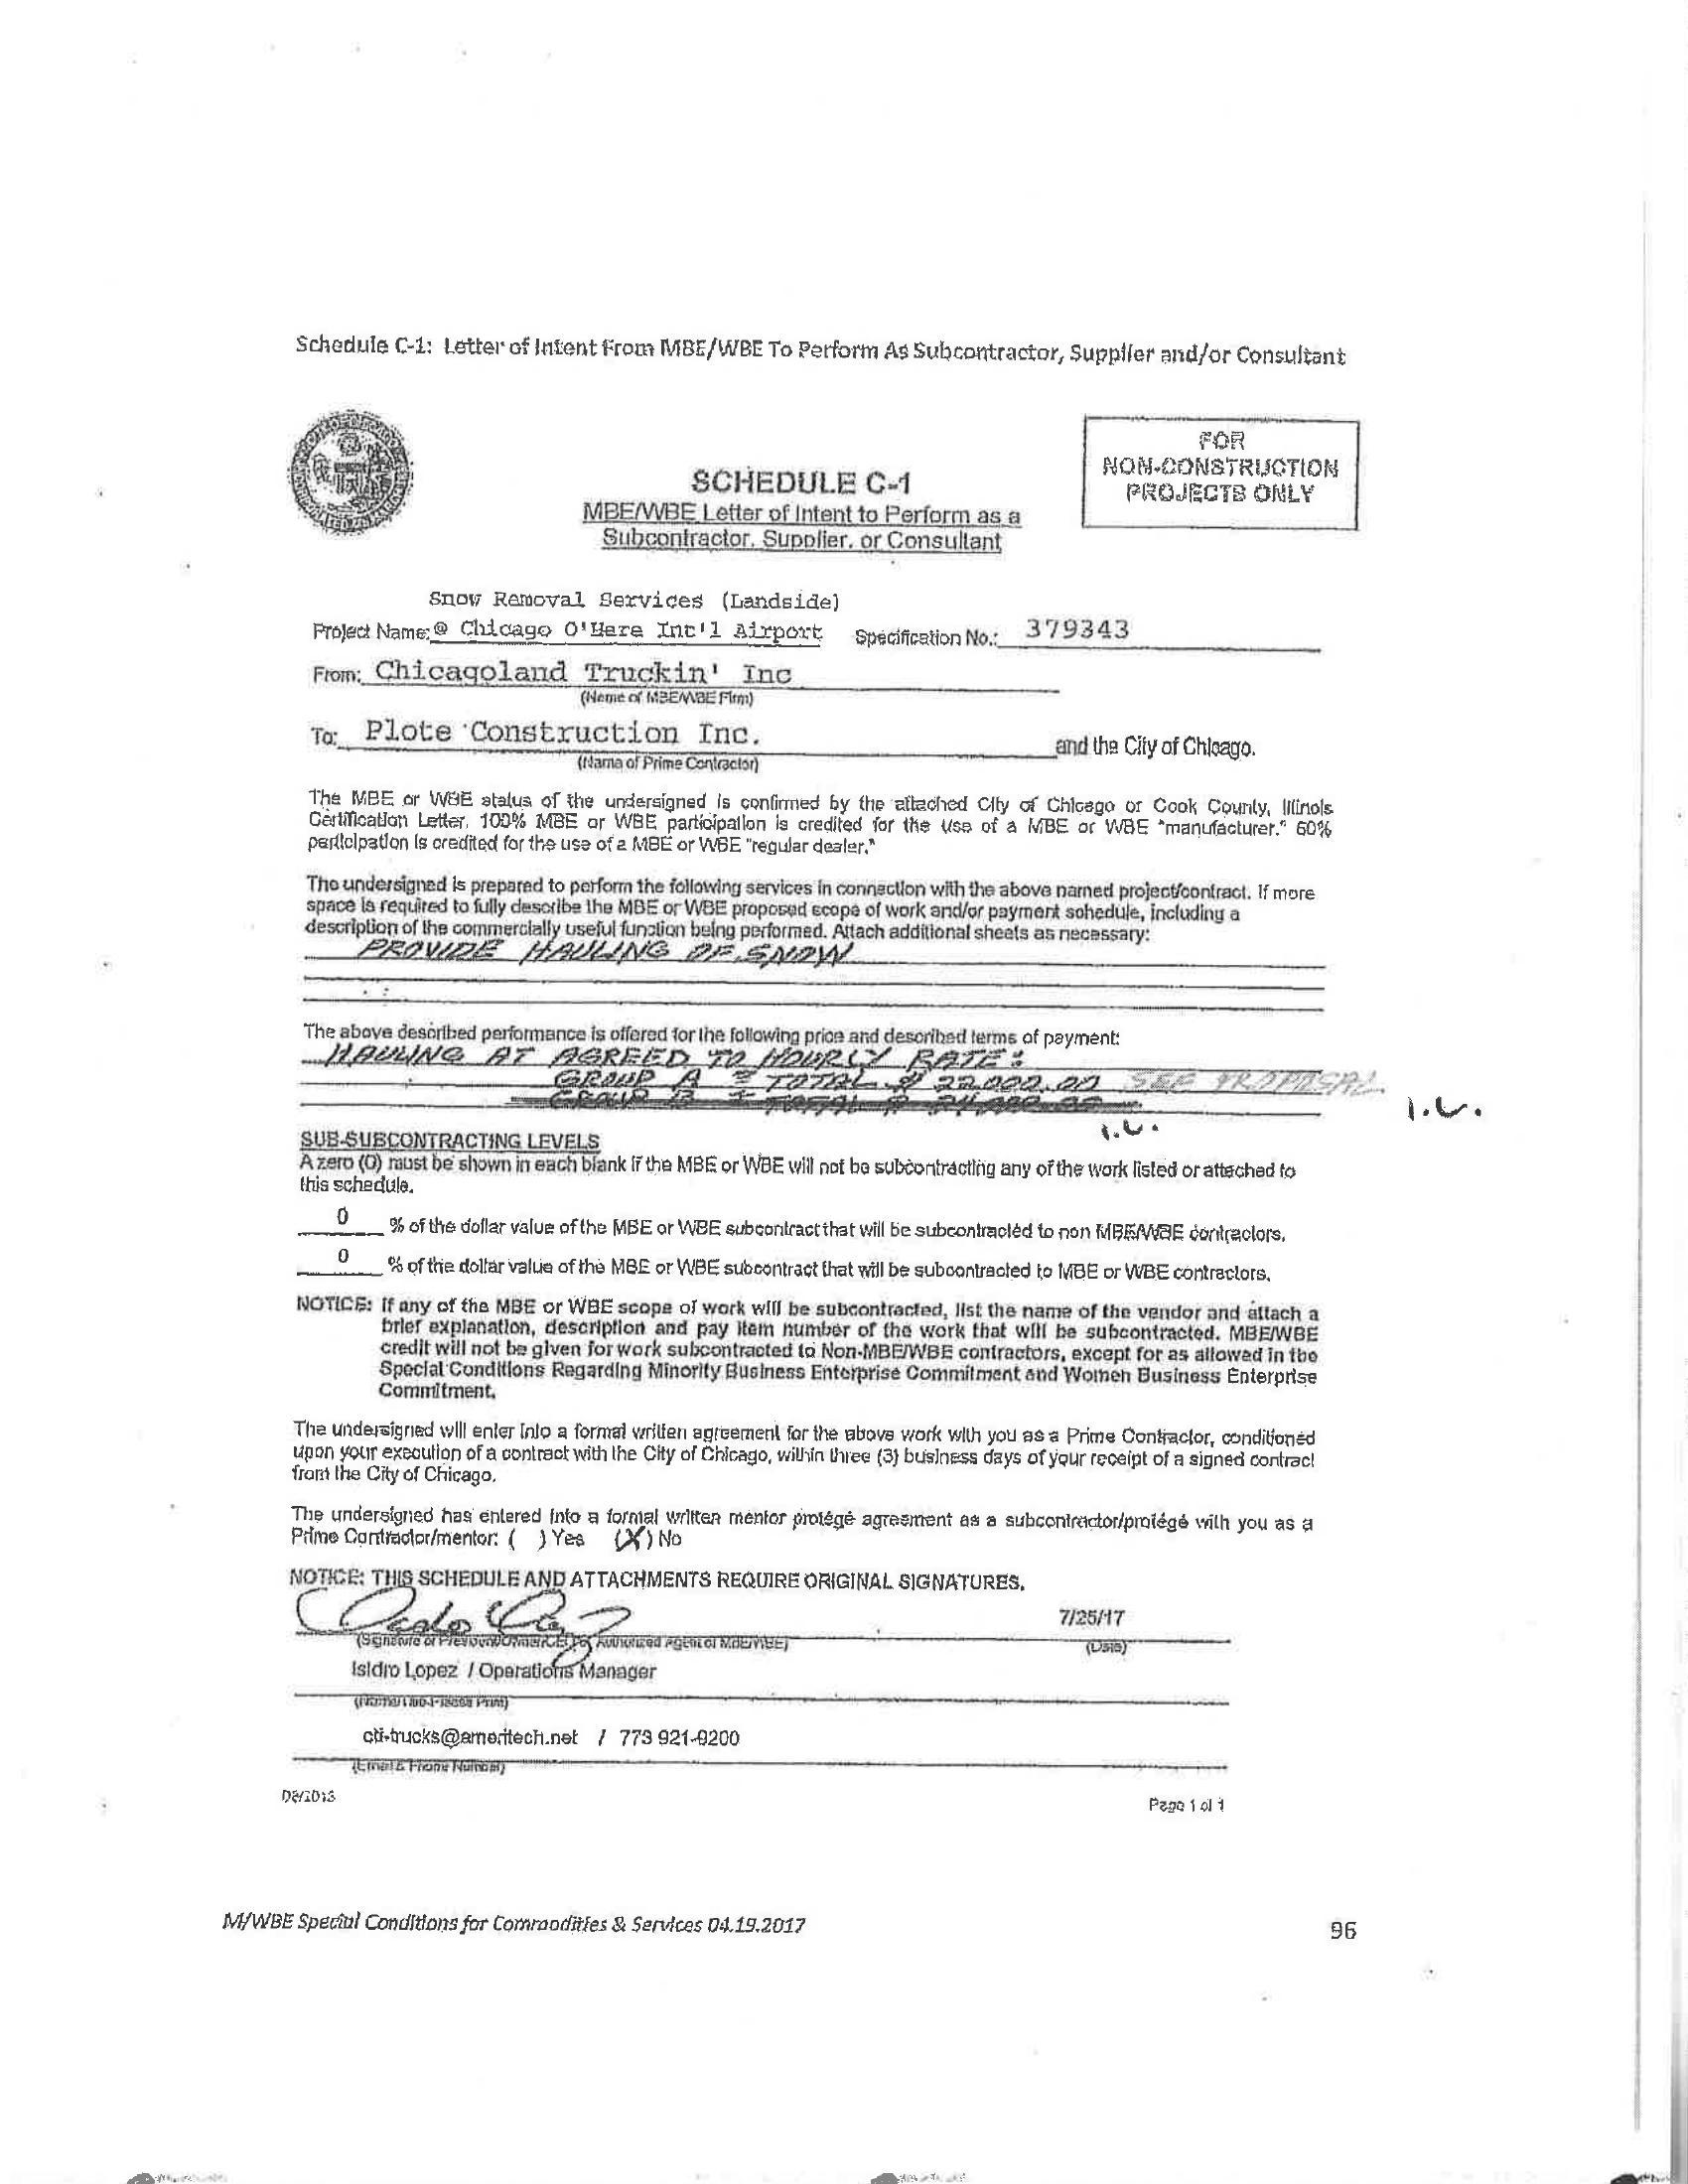 Schedule C-1: Letter of Intent From MBE/WBE To Perform As Subcontractor, Supplier and/or Consultant
FOR
NON-CONSTRUCTION
PROJECTS ONLY
SCHEDULE C-1
MBE/WBE Letter of Intent to Perform as a
Subcontractor, Supplier, or Consultant
Snow Removal Services (Landside)
Project Name: @ Chicago O'Hare Int'l Airport Specification No.: 379343
From: Chicagoland Truckin' Inc
(Name of MBE/WBE Firm)
To: Plote Construction Inc. and the City of Chicago.
(Name of Prime Contractor)
The MBE or WBE status of the undersigned is confirmed by the attached City of Chicago or Cook County, Illinois
Certification Letter. 100% MBE or WBE participation is credited for the use of a MBE or WBE "manufacturer." 60%
participation is credited for the use of a MBE or WBE "regular dealer."
The undersigned is prepared to perform the following services in connection with the above named project/contract. If more
space is required to fully describe the MBE or WBE proposed scope of work and/or payment schedule, including a
description of the commercially useful function being performed. Attach additional sheets as necessary:
PROVIDE HAULING OF SNOW
The above described performance is offered for the following price and described terms of payment:
HAULING AT AGREED TO HOURLY RATE:
GROUP A = TOTAL $ 22,000.00 SEE PROPOSAL
I.L.
GROUP B = TOTAL $
I.L.
SUB-SUBCONTRACTING LEVELS
A zero (0) must be shown in each blank if the MBE or WBE will not be subcontracting any of the work listed or attached to
this schedule.
0 % of the dollar value of the MBE or WBE subcontract that will be subcontracted to non MBE/WBE contractors.
0 % of the dollar value of the MBE or WBE subcontract that will be subcontracted to MBE or WBE contractors.
NOTICE: If any of the MBE or WBE scope of work will be subcontracted, list the name of the vendor and attach a
brief explanation, description and pay item number of the work that will be subcontracted. MBE/WBE
credit will not be given for work subcontracted to Non-MBE/WBE contractors, except for as allowed in the
Special Conditions Regarding Minority Business Enterprise Commitment and Women Business Enterprise
Commitment.
The undersigned will enter into a formal written agreement for the above work with you as a Prime Contractor, conditioned
upon your execution of a contract with the City of Chicago, within three (3) business days of your receipt of a signed contract
from the City of Chicago.
The undersigned has entered into a formal written mentor protégé agreement as a subcontractor/protégé with you as a
Prime Contractor/mentor: ( ) Yes (X) No
NOTICE: THIS SCHEDULE AND ATTACHMENTS REQUIRE ORIGINAL SIGNATURES.
7/25/17
(Signature of President/Owner/CEO or Authorized Agent of MBE/WBE) (Date)
Isidro Lopez / Operations Manager
(Name/Title-Please Print)
cti-trucks@ameritech.net / 773 921-9200
(Email & Phone Number)
08/2013
Page 1 of 1
M/WBE Special Conditions for Commodities & Services 04.19.2017
96